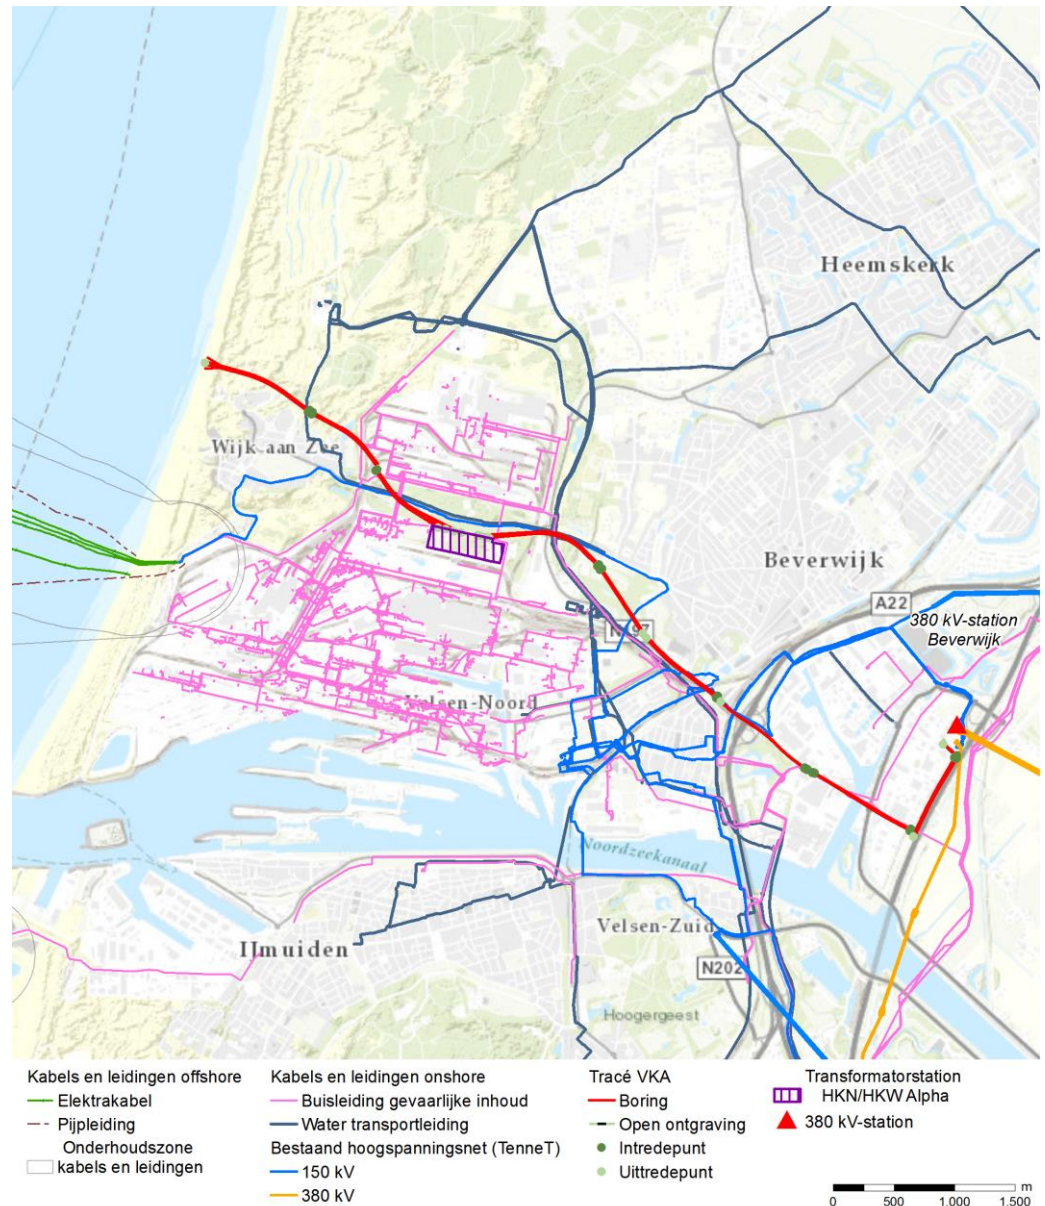 Heemskerk
Wijk aan Zee
Beverwijk
A22
380 kV-station
Beverwijk
N197
Velsen-Noord
Noordzeekanaal
Velsen-Zuid
IJmuiden
N202
Hoogergeest
Kabels en leidingen offshore
Elektrakabel
Pijpleiding
Onderhoudszone
kabels en leidingen
Kabels en leidingen onshore
Buisleiding gevaarlijke inhoud
Water transportleiding
Bestaand hoogspanningsnet (TenneT)
150 kV
380 kV
Tracé VKA
Boring
Open ontgraving
Intredepunt
Uittredepunt
Transformatorstation
HKN/HKW Alpha
380 kV-station
m
0 500 1.000 1.500